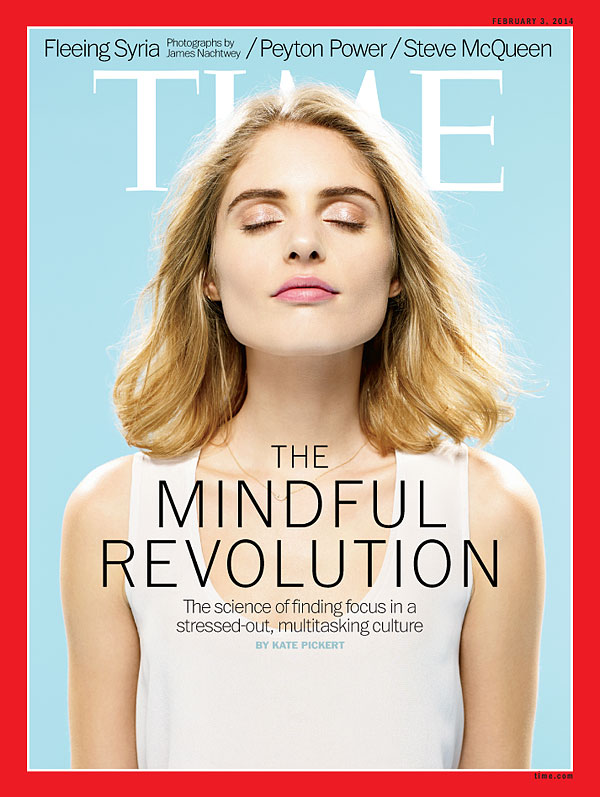 FEBRUARY 3, 2014
Fleeing Syria Photographs by James Nachtwey / Peyton Power / Steve McQueen
TIME
THE
MINDFUL
REVOLUTION
The science of finding focus in a
stressed-out, multitasking culture
BY KATE PICKERT
time.com